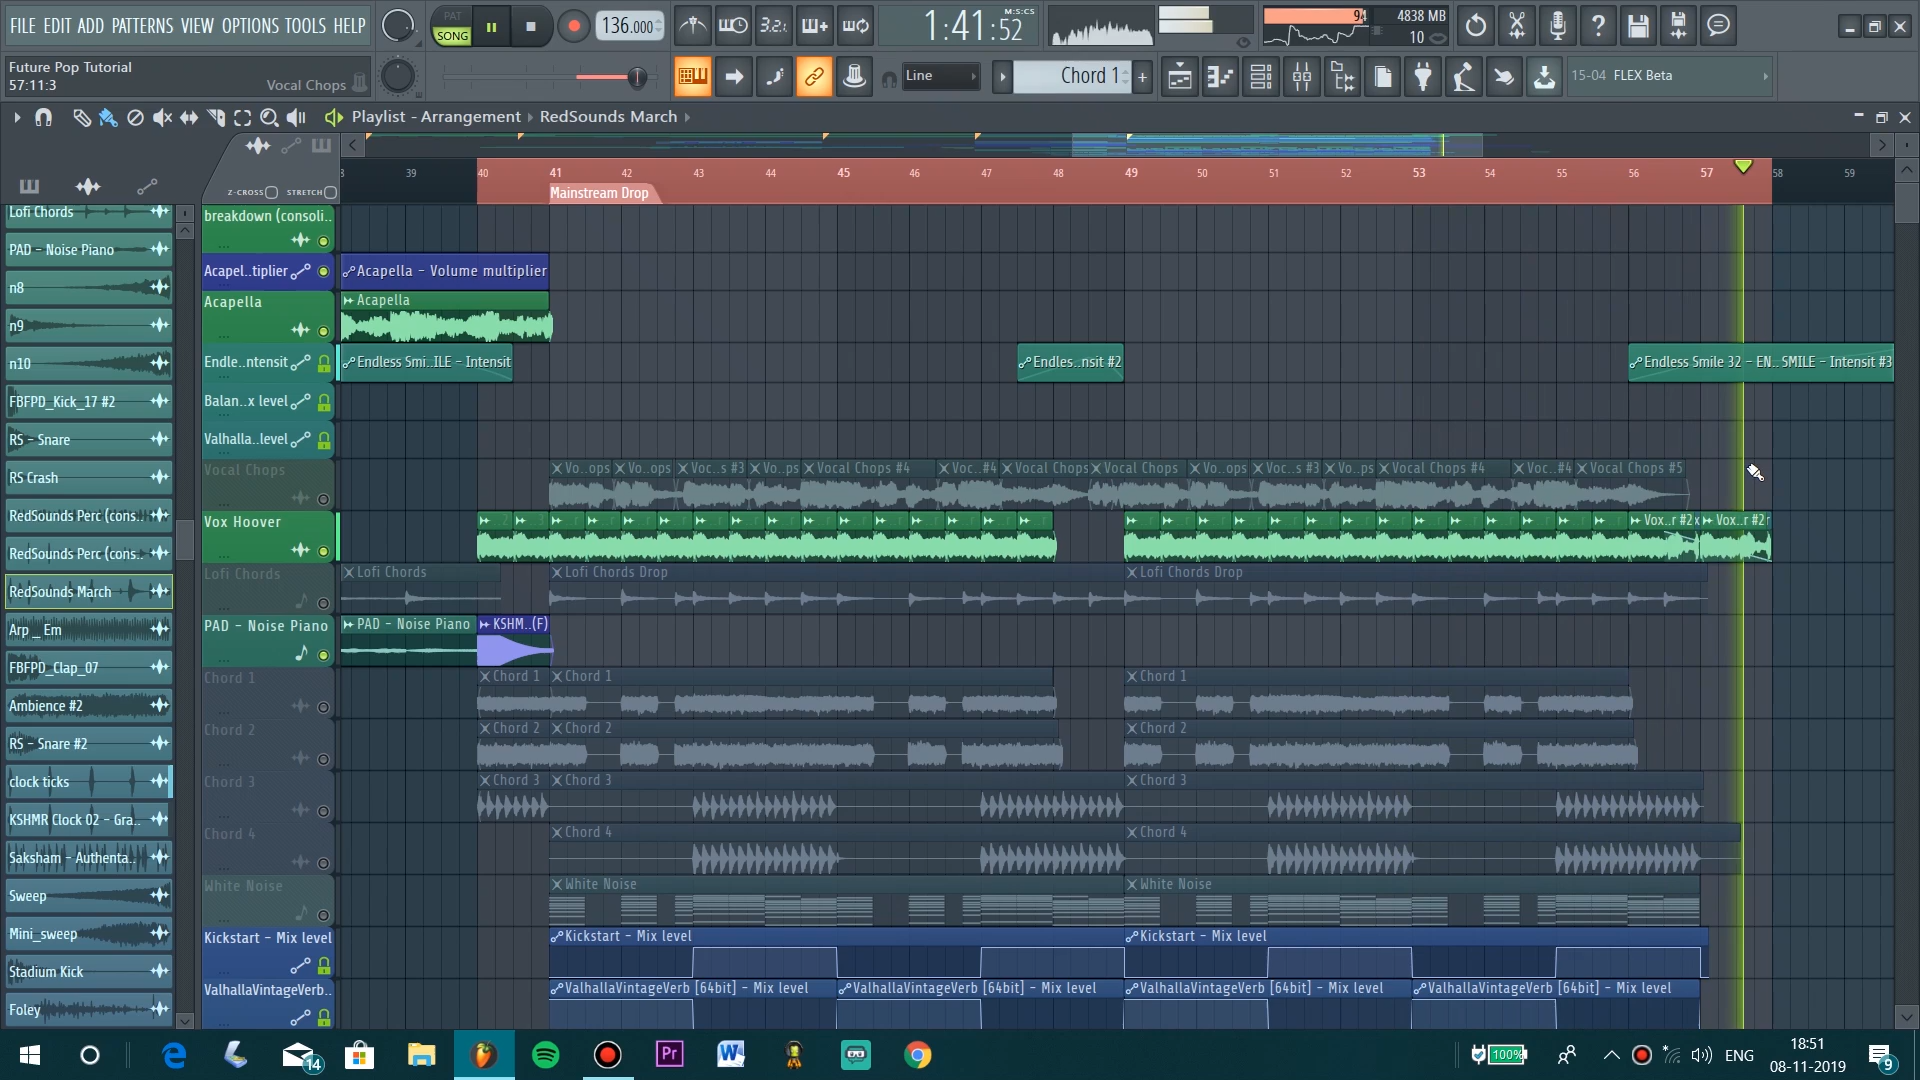 FILE EDIT ADD PATTERNS VIEW OPTIONS TOOLS HELP
PAT
SONG
136.000
3.2.
1:41:52
M:S:CS
94
4838 MB
10
Future Pop Tutorial
57:11:3
Vocal Chops
Line
Chord 1
15-04 FLEX Beta
Playlist - Arrangement
RedSounds March
Z-CROSS
STRETCH
39
40
41
42
43
44
45
46
47
48
49
50
51
52
53
54
55
56
57
58
59
Mainstream Drop
Lofi Chords
PAD - Noise Piano
n8
n9
n10
FBFPD_Kick_17 #2
RS - Snare
RS Crash
RedSounds Perc (cons..
RedSounds Perc (cons..
RedSounds March
Arp _ Em
FBFPD_Clap_07
Ambience #2
RS - Snare #2
clock ticks
KSHMR Clock 02 - Gra..
Saksham - Authenta..
Sweep
Mini_sweep
Stadium Kick
Foley
breakdown (consoli..
Acapel..tiplier
Acapella - Volume multiplier
Acapella
Acapella
Endle..ntensit
Endless Smi..ILE - Intensit
Endles..nsit #2
Endless Smile 32 - EN.. SMILE - Intensit #3
Balan..x level
Valhalla..level
Vocal Chops
Vo..ops
Vo..ops
Voc..s #3
Vo..ps
Vocal Chops #4
Voc..#4
Vocal Chops
Vocal Chops
Vo..ops
Voc..s #3
Vo..ps
Vocal Chops #4
Voc..#4
Vocal Chops #5
Vox Hoover
Vox..r #2
Vox..r #2
Lofi Chords
Lofi Chords
Lofi Chords Drop
Lofi Chords Drop
PAD - Noise Piano
PAD - Noise Piano
KSHM..(F)
Chord 1
Chord 1
Chord 1
Chord 1
Chord 2
Chord 2
Chord 2
Chord 2
Chord 3
Chord 3
Chord 3
Chord 3
Chord 4
Chord 4
Chord 4
White Noise
White Noise
White Noise
Kickstart - Mix level
Kickstart - Mix level
Kickstart - Mix level
ValhallaVintageVerb..
ValhallaVintageVerb [64bit] - Mix level
ValhallaVintageVerb [64bit] - Mix level
ValhallaVintageVerb [64bit] - Mix level
ValhallaVintageVerb [64bit] - Mix level
14
Pr
100%
ENG
18:51
08-11-2019
9